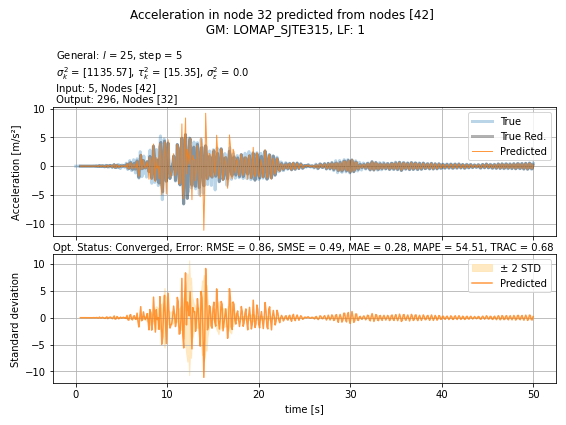 Acceleration in node 32 predicted from nodes [42]
GM: LOMAP_SJTE315, LF: 1
General: l = 25, step = 5
σ²ₖ = [1135.57], τ²ₖ = [15.35], σ²ε = 0.0
Input: 5, Nodes [42]
Output: 296, Nodes [32]
Acceleration [m/s²]
10
5
0
−5
−10
True
True Red.
Predicted
Opt. Status: Converged, Error: RMSE = 0.86, SMSE = 0.49, MAE = 0.28, MAPE = 54.51, TRAC = 0.68
Standard deviation
10
5
0
−5
−10
± 2 STD
Predicted
0 10 20 30 40 50
time [s]